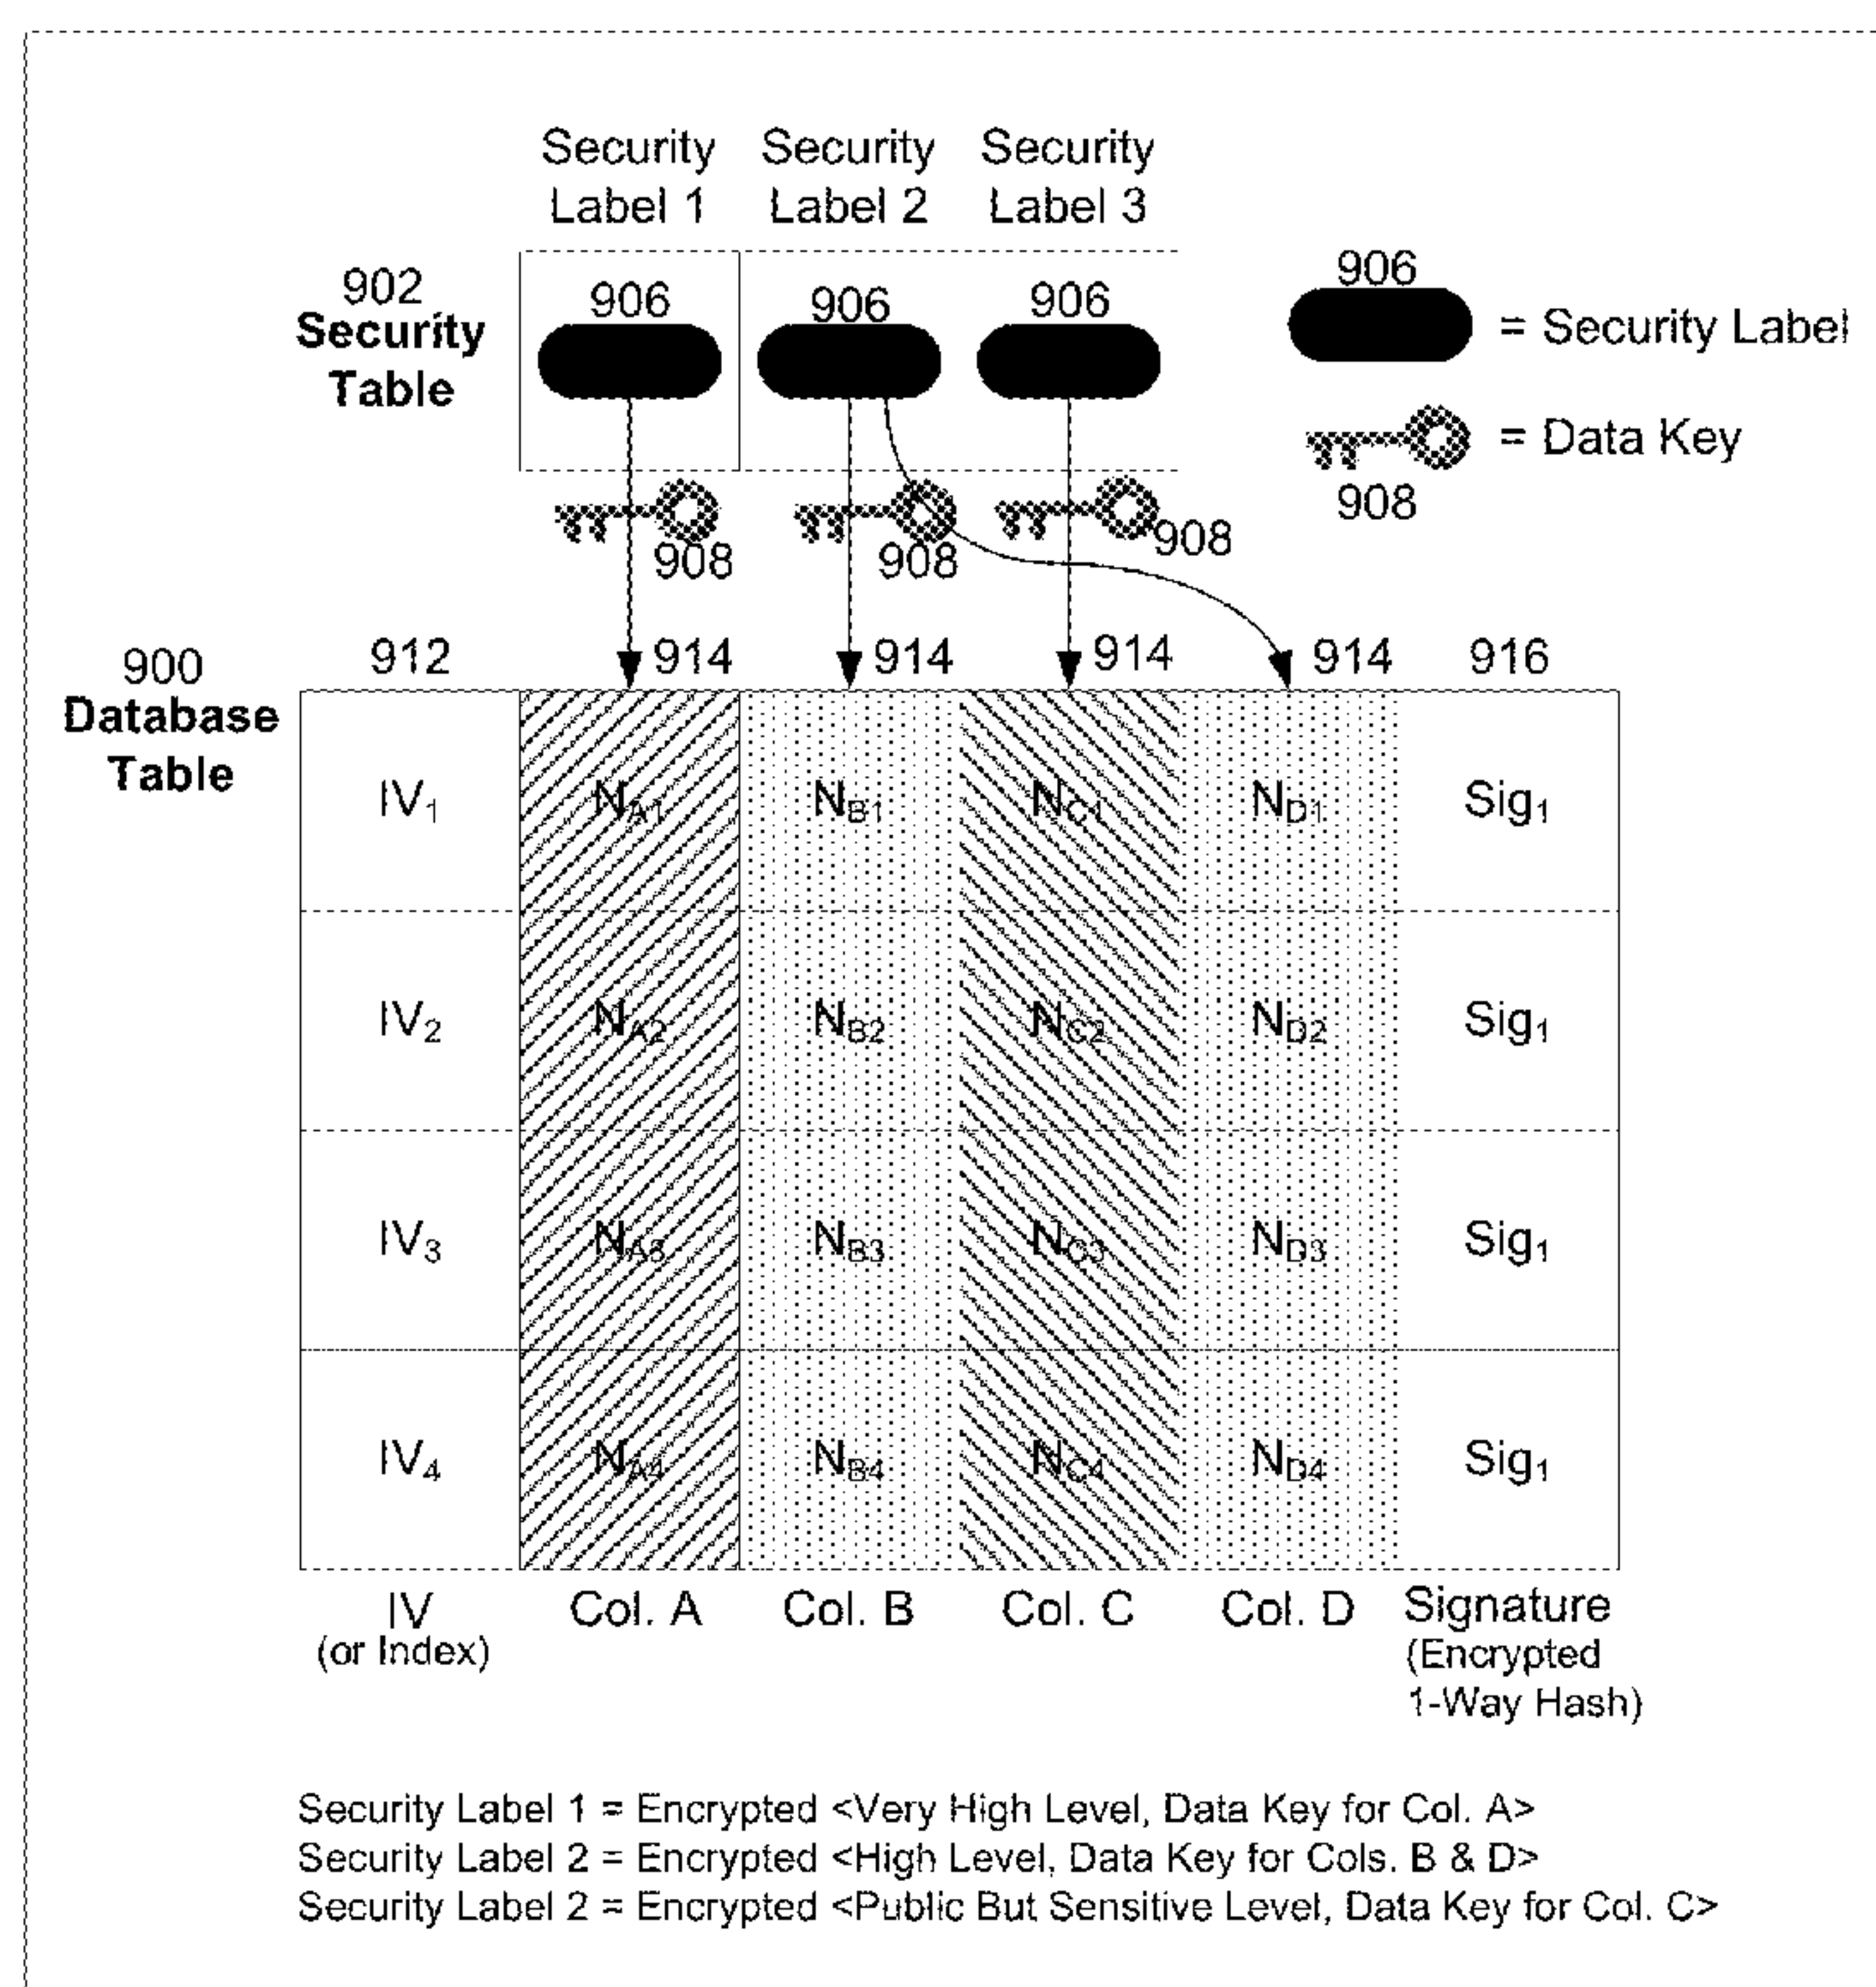 Security Label 1
Security Label 2
Security Label 3
902
Security Table
906
906
906
906
= Security Label
= Data Key
908
908
908
908
900
Database Table
912
914
914
914
914
916
IV1 NA1 NB1 NC1 ND1 Sig1
IV2 NA2 NB2 NC2 ND2 Sig1
IV3 NA3 NB3 NC3 ND3 Sig1
IV4 NA4 NB4 NC4 ND4 Sig1
IV (or Index)
Col. A
Col. B
Col. C
Col. D
Signature (Encrypted 1-Way Hash)
Security Label 1 = Encrypted <Very High Level, Data Key for Col. A>
Security Label 2 = Encrypted <High Level, Data Key for Cols. B & D>
Security Label 2 = Encrypted <Public But Sensitive Level, Data Key for Col. C>